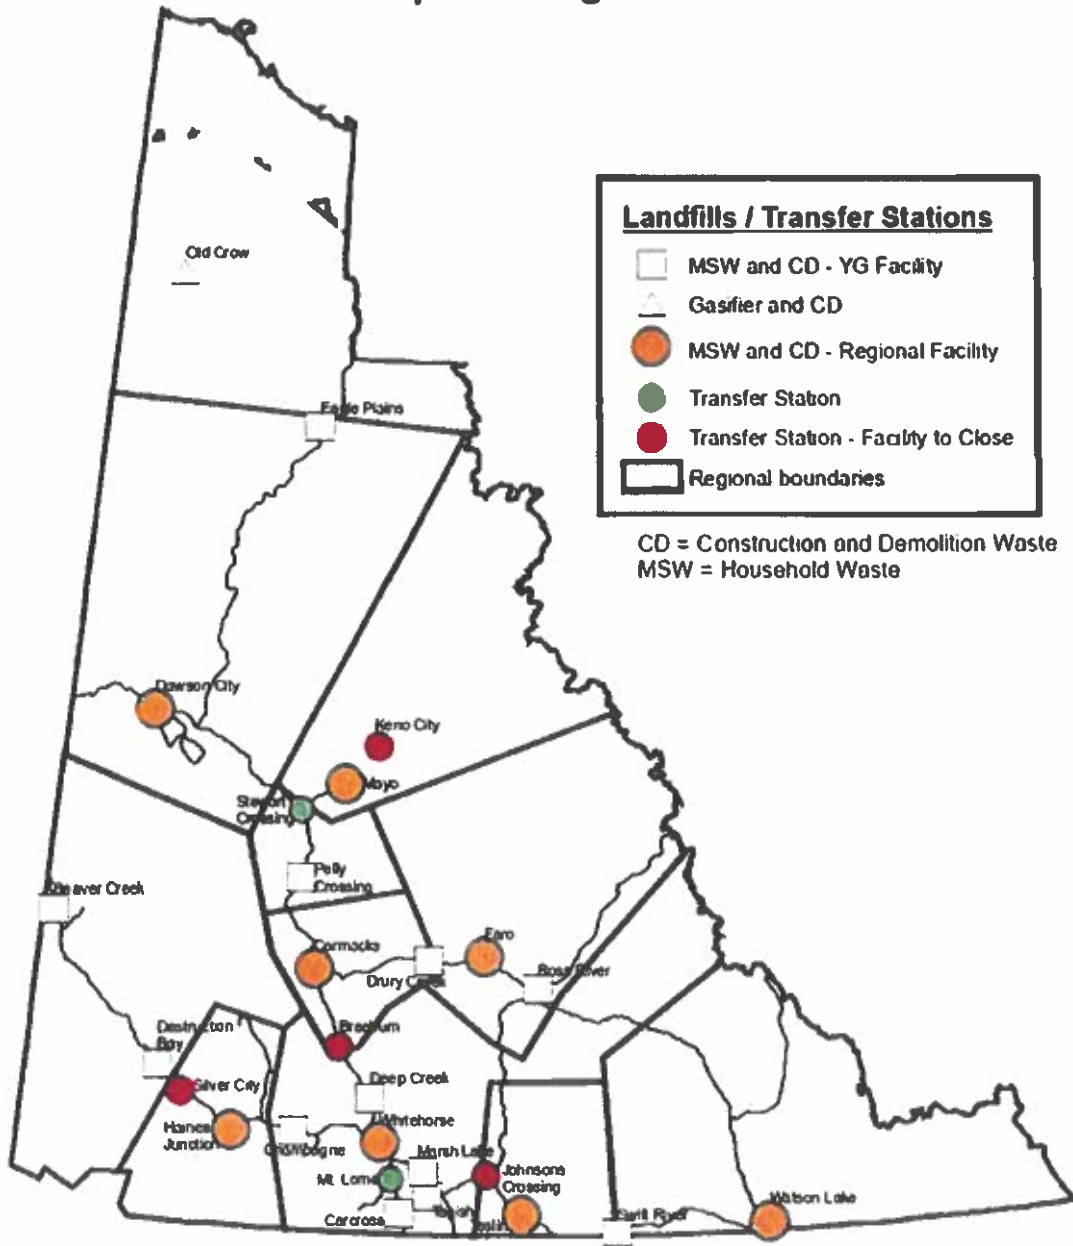 Landfills / Transfer Stations
MSW and CD - YG Facility
Gasifier and CD
MSW and CD - Regional Facility
Transfer Station
Transfer Station - Facility to Close
Regional boundaries
CD = Construction and Demolition Waste
MSW = Household Waste
Old Crow
Eagle Plains
Dawson City
Keno City
Mayo
Stewart
Crossing
Pelly
Crossing
Beaver Creek
Carmacks
Faro
Drury Creek
Ross River
Braeburn
Destruction
Bay
Silver City
Deep Creek
Haines
Junction
Champagne
Whitehorse
Marsh Lake
Mt. Lorne
Johnsons
Crossing
Carcross
Tagish
Teslin
Swift River
Watson Lake